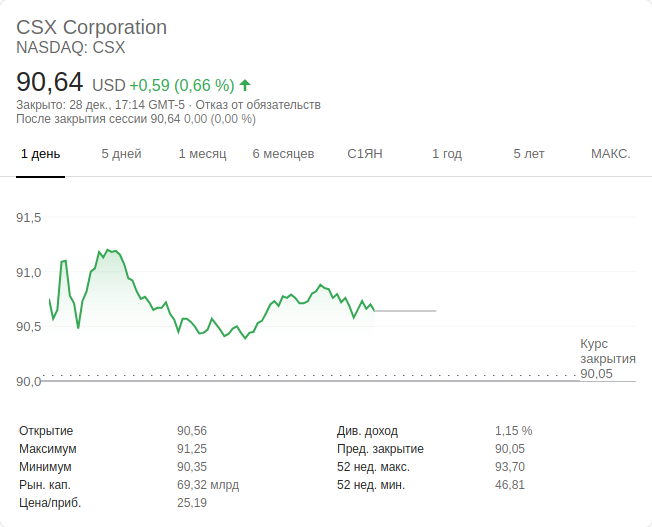 CSX Corporation
NASDAQ: CSX
90,64 USD +0,59 (0,66 %)
Закрыто: 28 дек., 17:14 GMT-5 · Отказ от обязательств
После закрытия сессии 90,64 0,00 (0,00 %)
1 день 5 дней 1 месяц 6 месяцев С1ЯН 1 год 5 лет МАКС.
91,5
91,0
90,5
90,0
Курс
закрытия
90,05
Открытие 90,56 Див. доход 1,15 %
Максимум 91,25 Пред. закрытие 90,05
Минимум 90,35 52 нед. макс. 93,70
Рын. кап. 69,32 млрд 52 нед. мин. 46,81
Цена/приб. 25,19